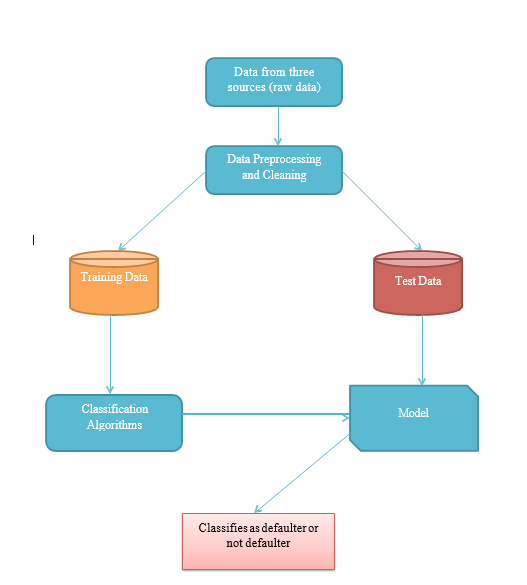 Data from three
sources (raw data)
Data Preprocessing
and Cleaning
Training Data
Test Data
Classification
Algorithms
Model
Classifies as defaulter or
not defaulter